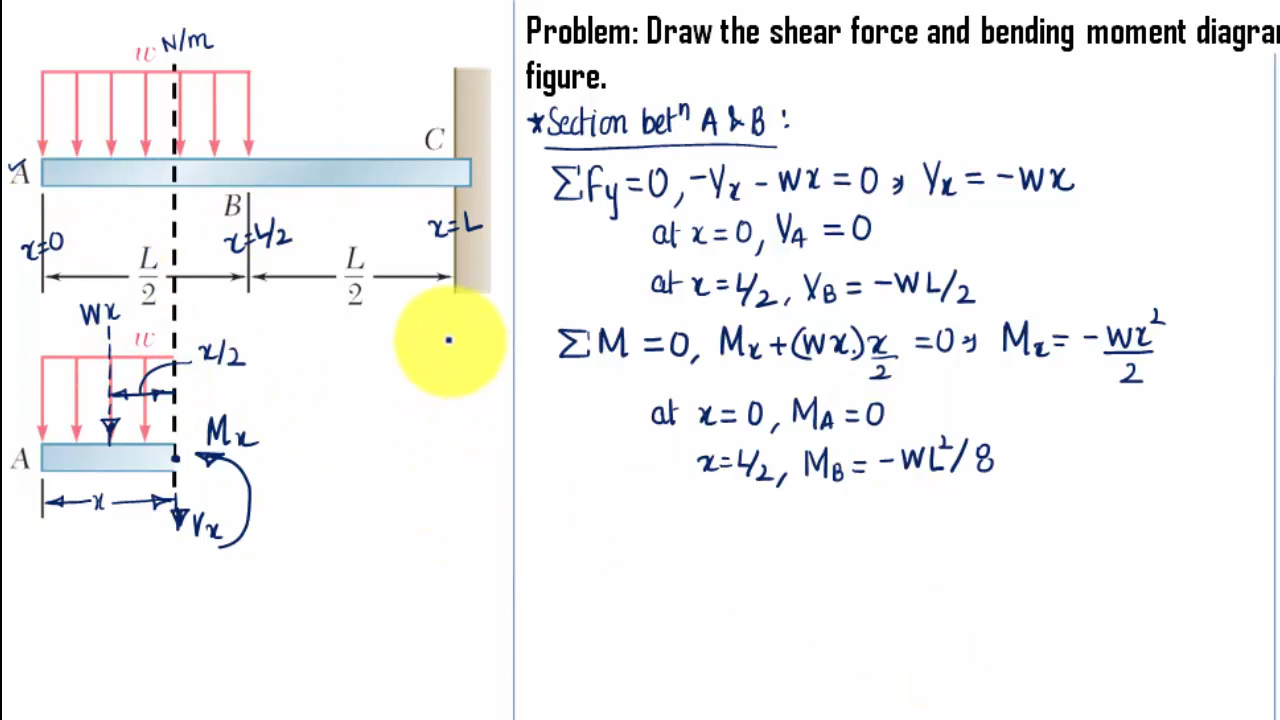 Problem: Draw the shear force and bending moment diagra
figure.
*Section betⁿ A & B :
ΣFy=0, -Vx - wx = 0 ⇒ Vx = -wx
at x=0, VA = 0
at x=L/2, VB = -WL/2
ΣM=0, Mx+(wx.)x/2 =0 ⇒ Mx= -wx²/2
at x=0, MA=0
x=L/2, MB= -WL²/8
w N/m
A
C
B
x=0
x=L/2
x=L
L/2
L/2
wx
w
x/2
Mx
A
x
Vx